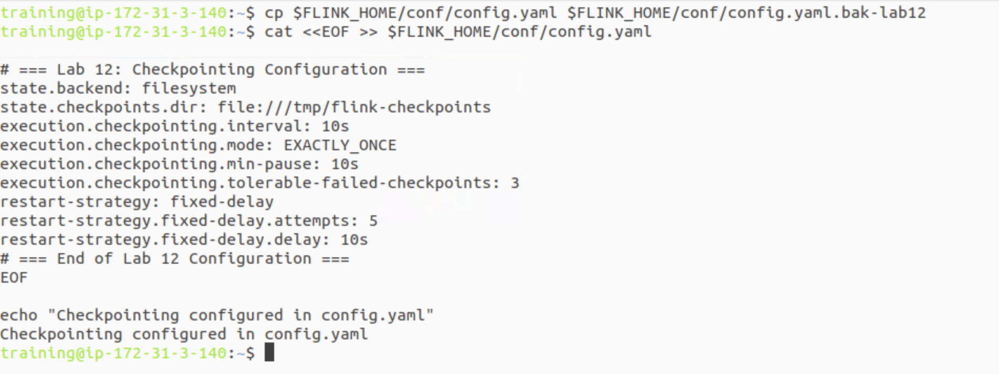 training@ip-172-31-3-140:~$ cp $FLINK_HOME/conf/config.yaml $FLINK_HOME/conf/config.yaml.bak-lab12
training@ip-172-31-3-140:~$ cat <<EOF >> $FLINK_HOME/conf/config.yaml
# === Lab 12: Checkpointing Configuration ===
state.backend: filesystem
state.checkpoints.dir: file:///tmp/flink-checkpoints
execution.checkpointing.interval: 10s
execution.checkpointing.mode: EXACTLY_ONCE
execution.checkpointing.min-pause: 10s
execution.checkpointing.tolerable-failed-checkpoints: 3
restart-strategy: fixed-delay
restart-strategy.fixed-delay.attempts: 5
restart-strategy.fixed-delay.delay: 10s
# === End of Lab 12 Configuration ===
EOF
echo "Checkpointing configured in config.yaml"
Checkpointing configured in config.yaml
training@ip-172-31-3-140:~$